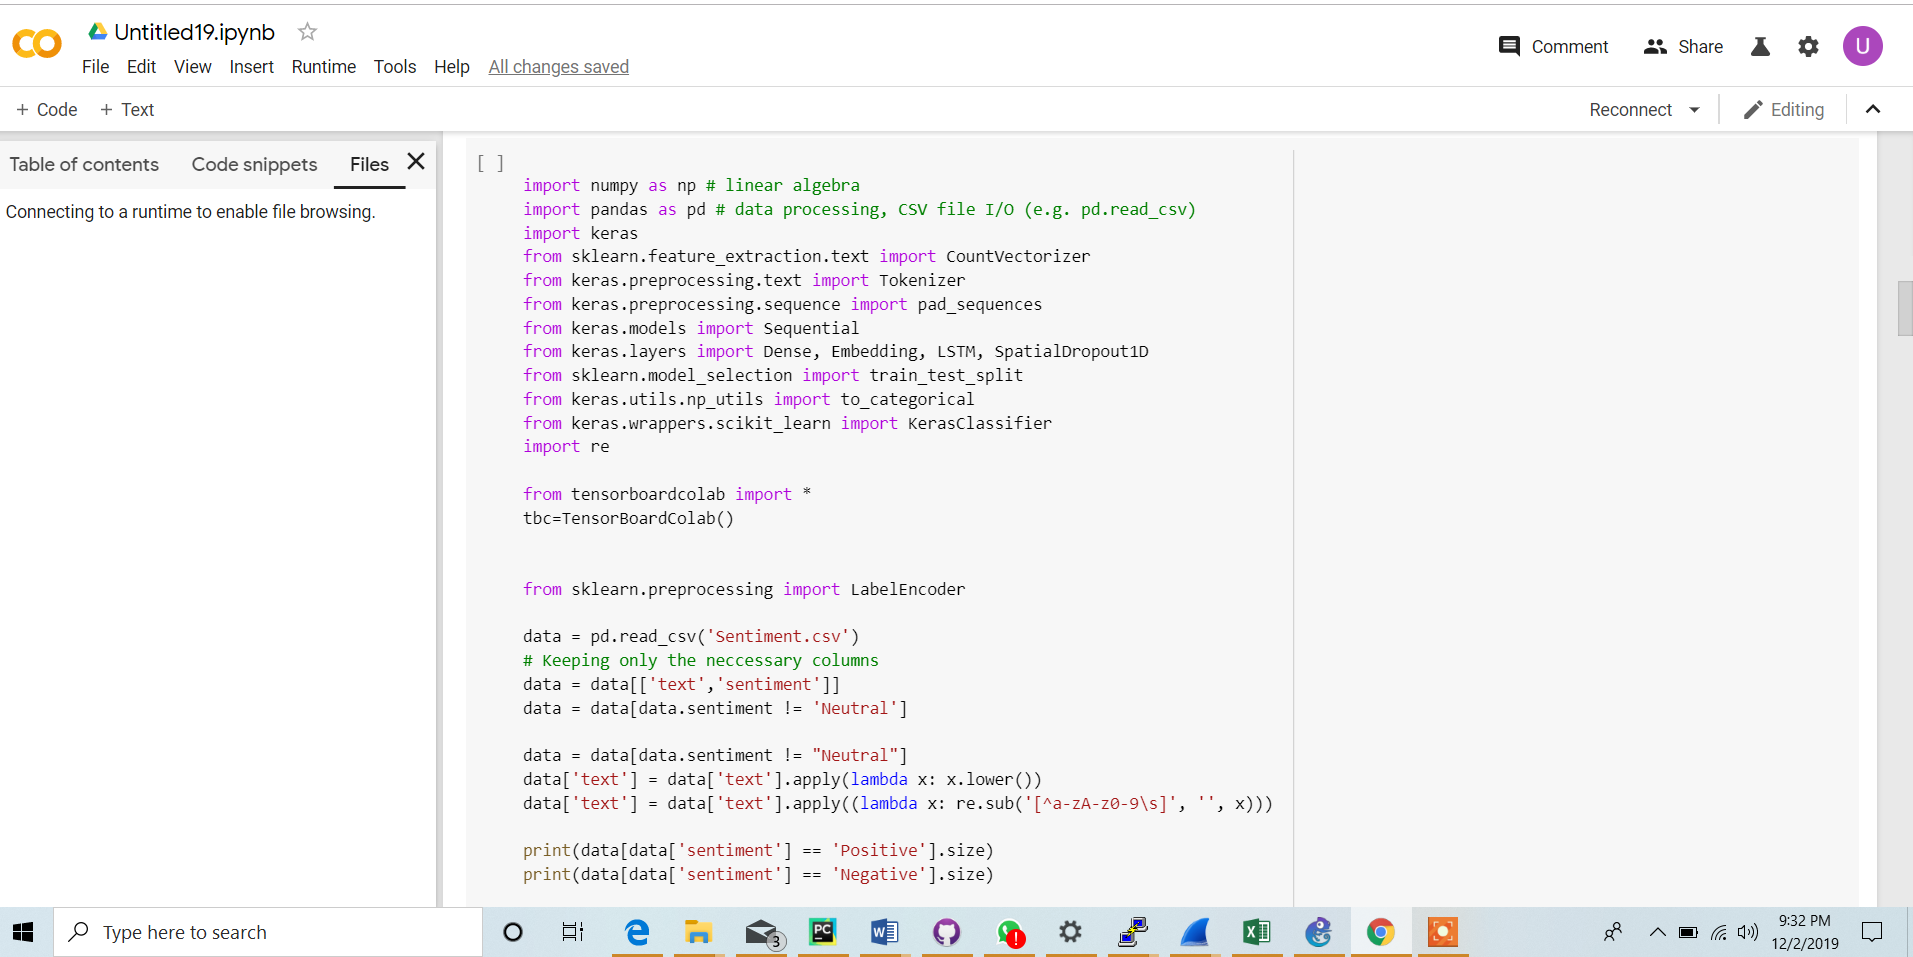 Untitled19.ipynb
File Edit View Insert Runtime Tools Help All changes saved
Comment Share U
+ Code + Text
Reconnect Editing
Table of contents Code snippets Files
Connecting to a runtime to enable file browsing.
[ ]
import numpy as np # linear algebra
import pandas as pd # data processing, CSV file I/O (e.g. pd.read_csv)
import keras
from sklearn.feature_extraction.text import CountVectorizer
from keras.preprocessing.text import Tokenizer
from keras.preprocessing.sequence import pad_sequences
from keras.models import Sequential
from keras.layers import Dense, Embedding, LSTM, SpatialDropout1D
from sklearn.model_selection import train_test_split
from keras.utils.np_utils import to_categorical
from keras.wrappers.scikit_learn import KerasClassifier
import re
from tensorboardcolab import *
tbc=TensorBoardColab()
from sklearn.preprocessing import LabelEncoder
data = pd.read_csv('Sentiment.csv')
# Keeping only the neccessary columns
data = data[['text','sentiment']]
data = data[data.sentiment != 'Neutral']
data = data[data.sentiment != "Neutral"]
data['text'] = data['text'].apply(lambda x: x.lower())
data['text'] = data['text'].apply((lambda x: re.sub('[^a-zA-z0-9\s]', '', x)))
print(data[data['sentiment'] == 'Positive'].size)
print(data[data['sentiment'] == 'Negative'].size)
Type here to search
3
PC
9:32 PM
12/2/2019